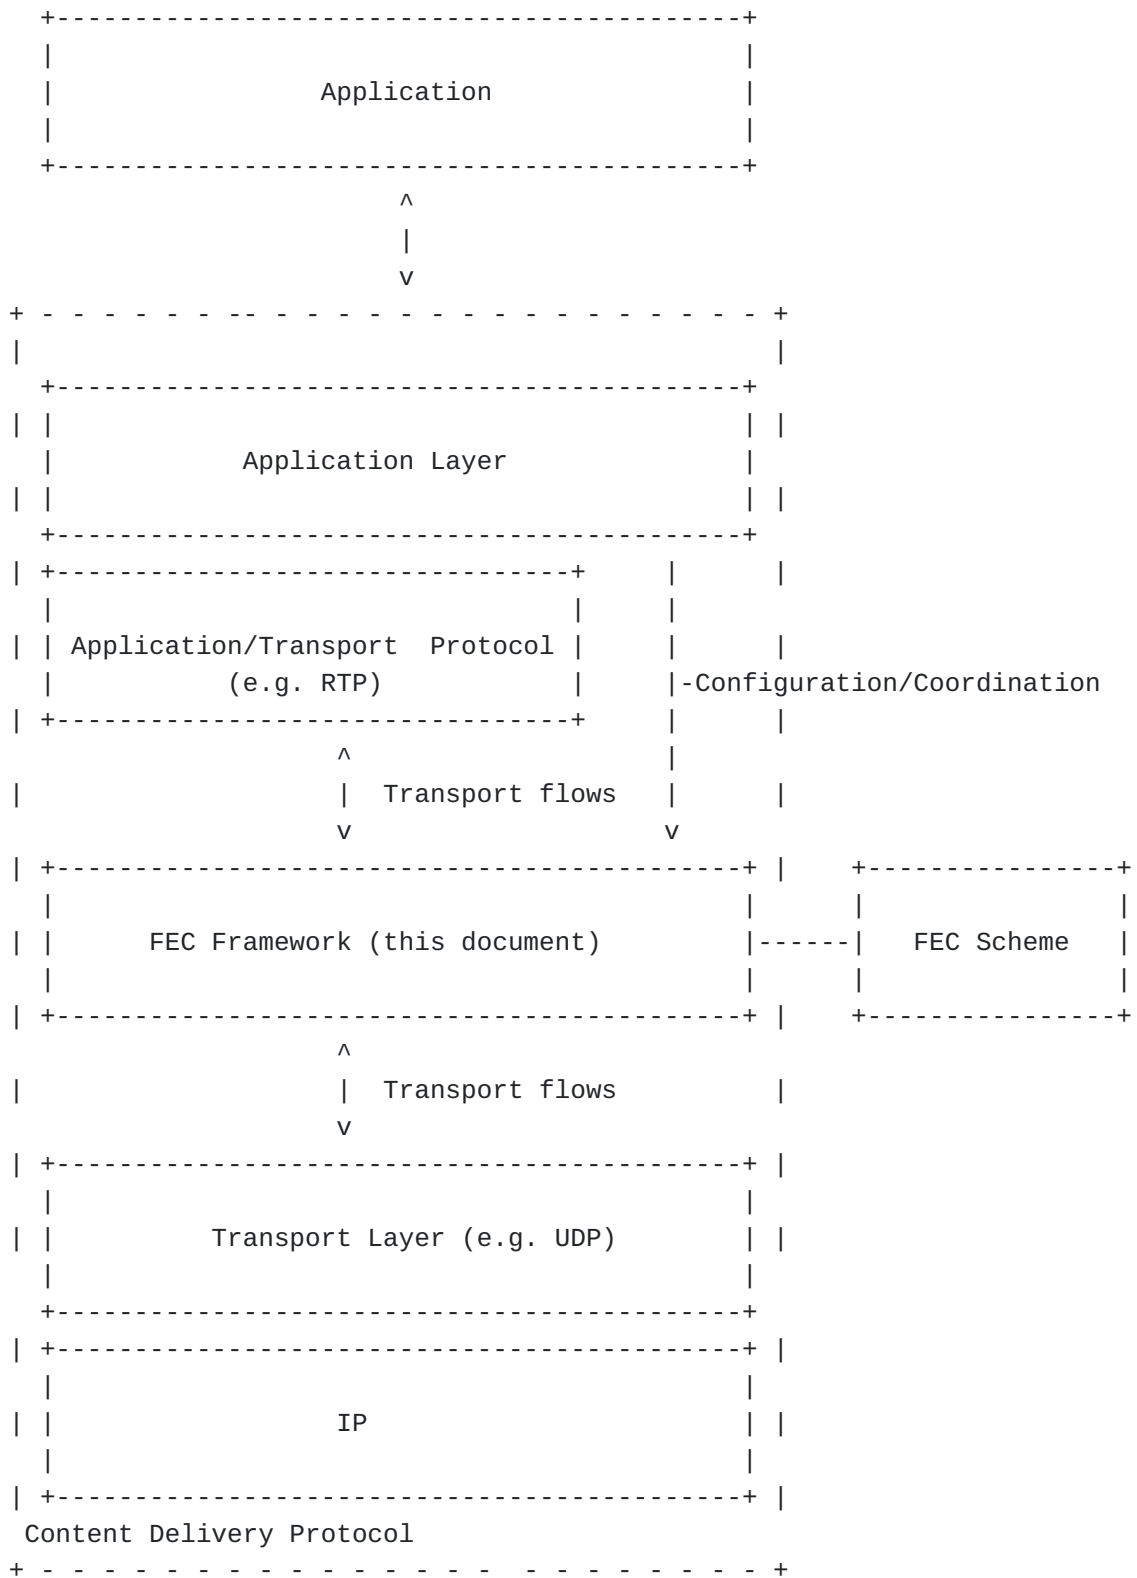 Application
Application Layer
Application/Transport  Protocol
(e.g. RTP)
-Configuration/Coordination
Transport flows
FEC Framework (this document)
FEC Scheme
Transport flows
Transport Layer (e.g. UDP)
IP
Content Delivery Protocol